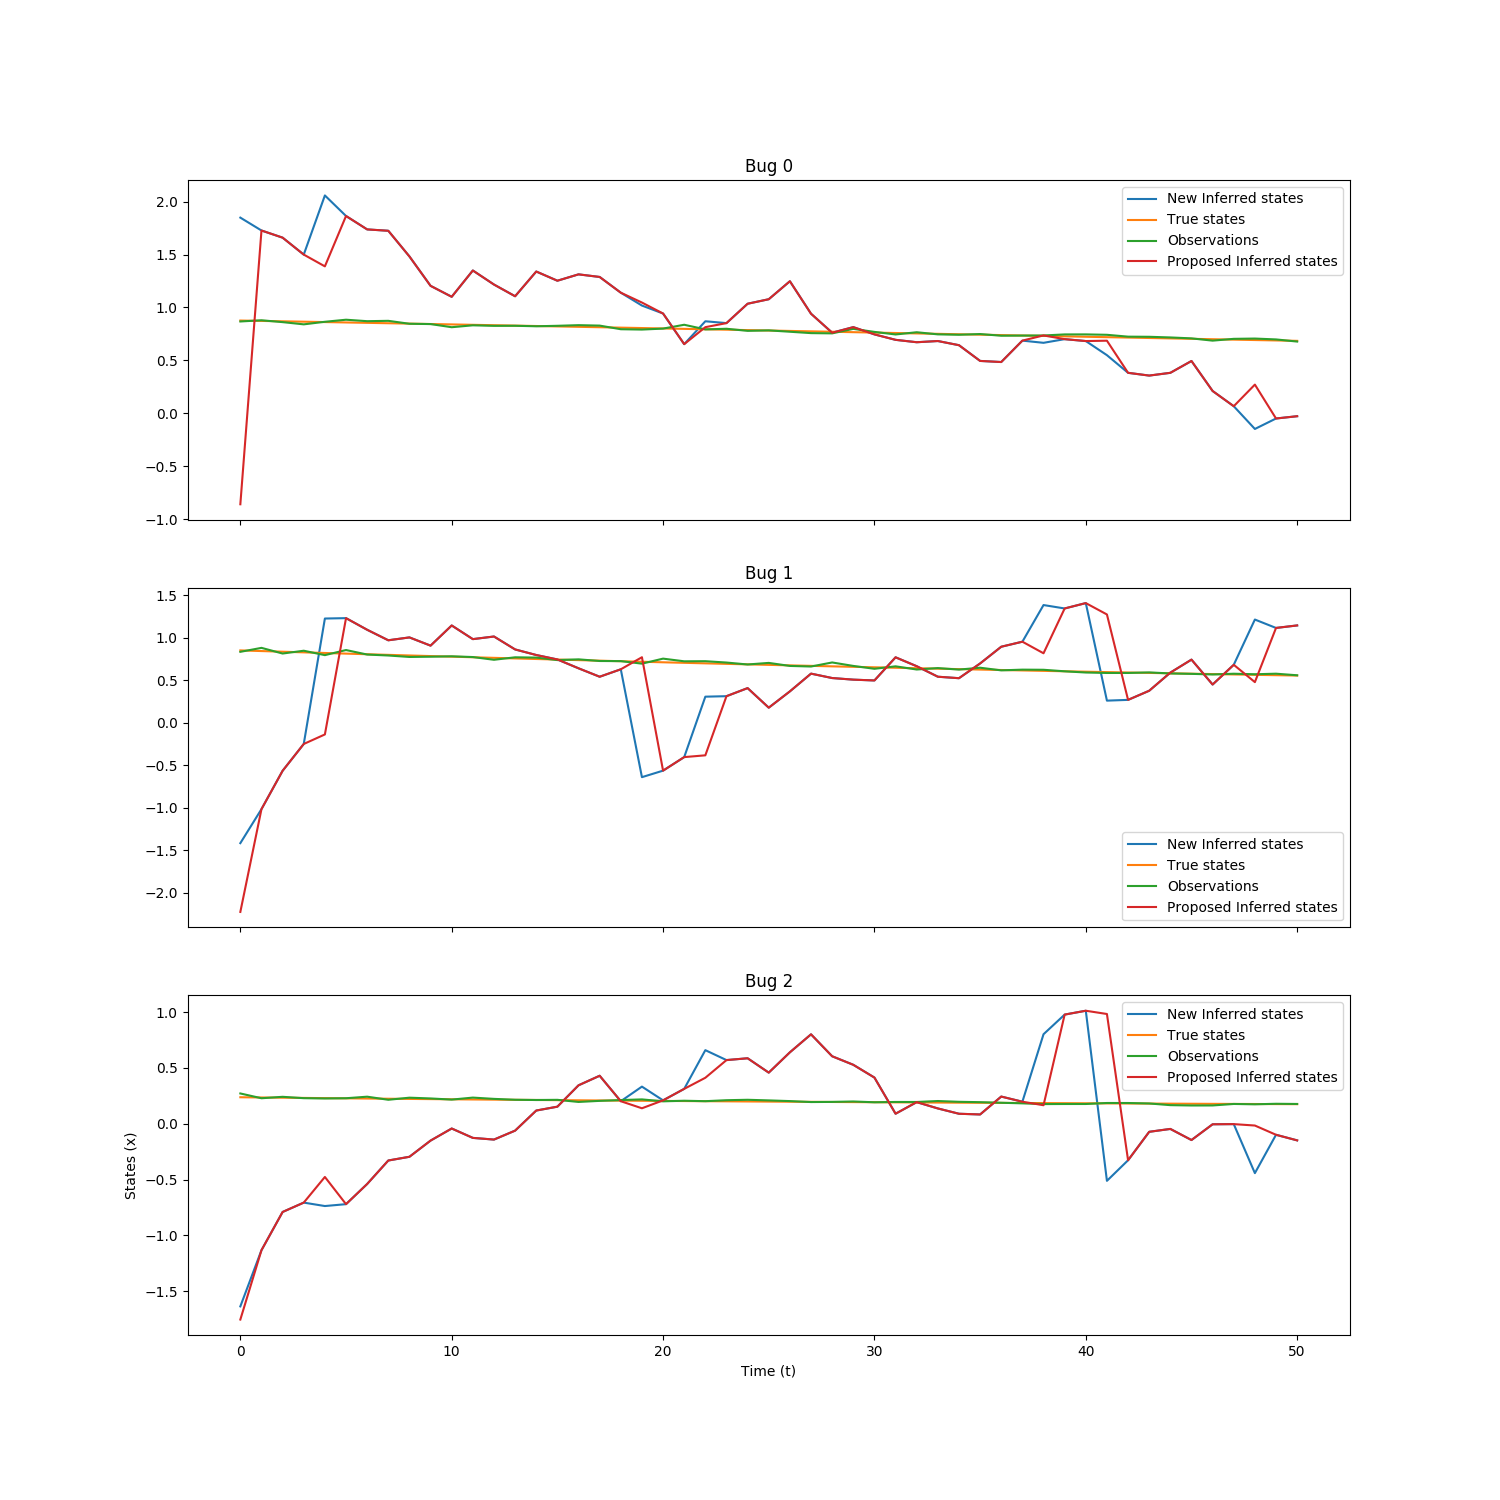 Bug 0
2.0
1.5
1.0
0.5
0.0
−0.5
−1.0
New Inferred states
True states
Observations
Proposed Inferred states
Bug 1
1.5
1.0
0.5
0.0
−0.5
−1.0
−1.5
−2.0
New Inferred states
True states
Observations
Proposed Inferred states
Bug 2
1.0
0.5
0.0
−0.5
−1.0
−1.5
States (x)
New Inferred states
True states
Observations
Proposed Inferred states
0 10 20 30 40 50
Time (t)